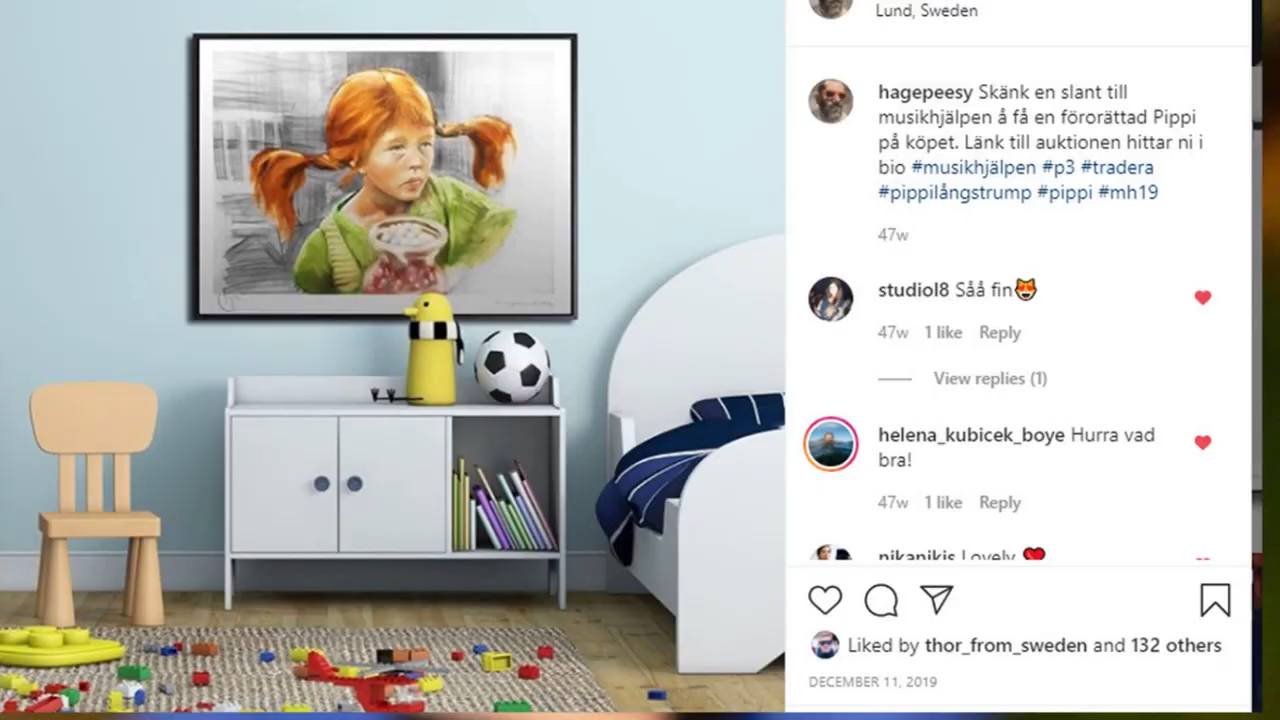 Lund, Sweden
hagepeesy Skänk en slant till
musikhjälpen å få en förorättad Pippi
på köpet. Länk till auktionen hittar ni i
bio #musikhjälpen #p3 #tradera
#pippilångstrump #pippi #mh19
47w
studiol8 Såå fin😻
47w 1 like Reply
View replies (1)
helena_kubicek_boye Hurra vad
bra!
47w 1 like Reply
nikanikis Lovely ❤️
Liked by thor_from_sweden and 132 others
DECEMBER 11, 2019